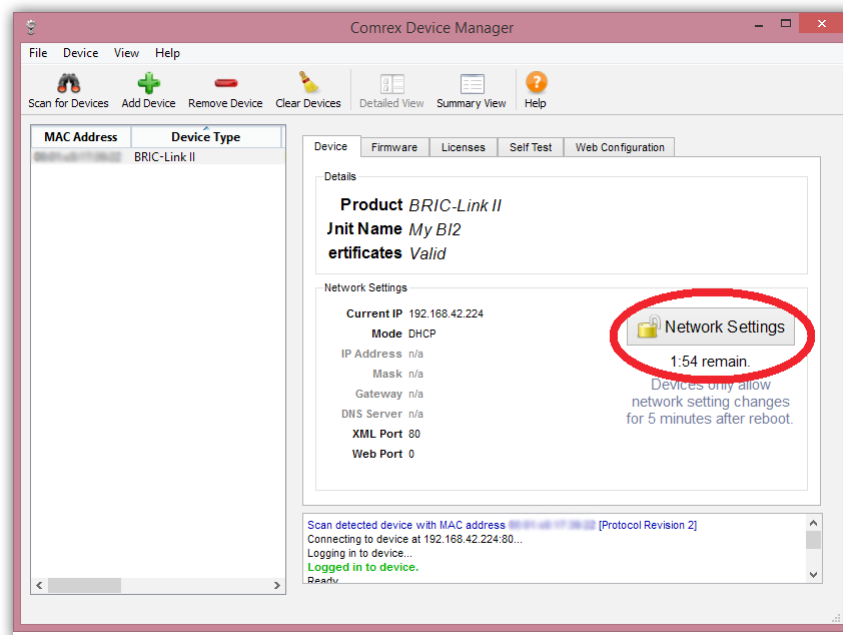 Comrex Device Manager
File Device View Help
Scan for Devices Add Device Remove Device Clear Devices Detailed View Summary View Help
MAC Address Device Type
BRIC-Link II
Device Firmware Licenses Self Test Web Configuration
Details
Product BRIC-Link II
Jnit Name My BI2
ertificates Valid
Network Settings
Current IP 192.168.42.224
Mode DHCP
IP Address n/a
Mask n/a
Gateway n/a
DNS Server n/a
XML Port 80
Web Port 0
Network Settings
1:54 remain.
Devices only allow
network setting changes
for 5 minutes after reboot.
Scan detected device with MAC address [Protocol Revision 2]
Connecting to device at 192.168.42.224:80...
Logging in to device...
Logged in to device.
Ready